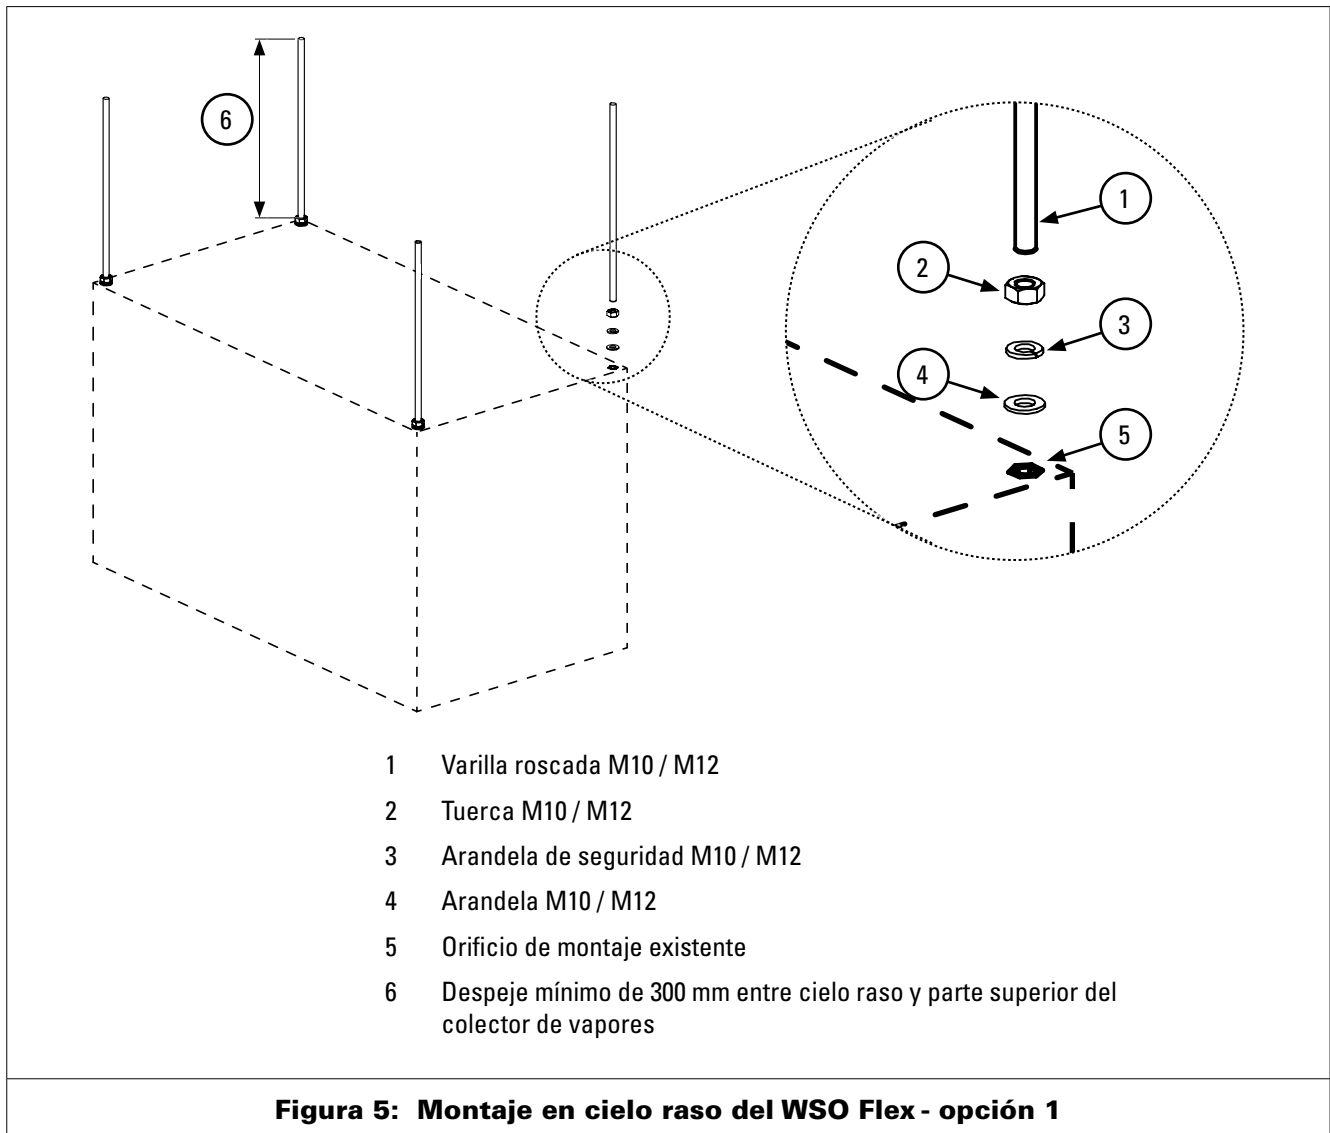 6
1
2
3
4
5
1 Varilla roscada M10 / M12
2 Tuerca M10 / M12
3 Arandela de seguridad M10 / M12
4 Arandela M10 / M12
5 Orificio de montaje existente
6 Despeje mínimo de 300 mm entre cielo raso y parte superior del
colector de vapores
Figura 5: Montaje en cielo raso del WSO Flex - opción 1